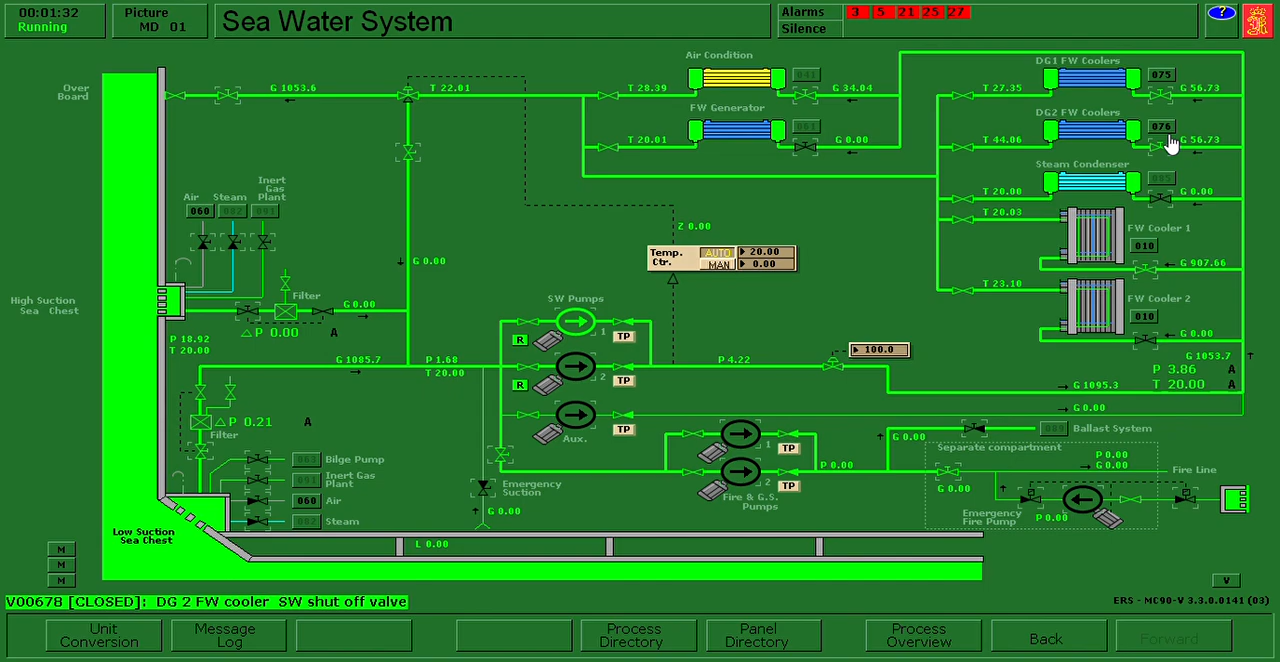 00:01:32
Running
Picture
MD 01
Sea Water System
Alarms
Silence
3 5 21 25 27
?
Over
Board
G 1053.6
T 22.01
Air Condition
041
T 28.39
G 34.04
FW Generator
061
T 20.01
G 0.00
DG1 FW Coolers
075
T 27.35
G 56.73
DG2 FW Coolers
076
T 44.06
G 56.73
Steam Condenser
T 20.00
G 0.00
T 20.03
FW Cooler 1
010
G 907.66
T 23.10
FW Cooler 2
010
G 0.00
G 1053.7
P 3.86 A
T 20.00 A
Inert
Gas
Plant
Air Steam
060 082 091
Z 0.00
Temp.
Ctr.
AUTO 20.00
MAN 0.00
G 0.00
High Suction
Sea Chest
Filter
G 0.00
P 0.00 A
P 18.92
T 20.00
SW Pumps
1
R
TP
G 1085.7
P 1.68
T 20.00
2
R
TP
P 4.22
100.0
G 1095.3
G 0.00
P 0.21 A
Filter
Aux.
TP
1
TP
2
TP
Fire & G.S.
Pumps
P 0.00
G 0.00
Ballast System
Separate compartment
P 0.00
G 0.00
Fire Line
G 0.00
Emergency
Fire Pump
P 0.00
Emergency
Suction
G 0.00
Bilge Pump
091 Inert Gas
Plant
060 Air
082 Steam
Low Suction
Sea Chest
L 0.00
M
M
M
V
V00678 [CLOSED]: DG 2 FW cooler SW shut off valve
ERS - MC90-V 3.3.0.0141 (03)
Unit
Conversion
Message
Log
Process
Directory
Panel
Directory
Process
Overview
Back
Forward